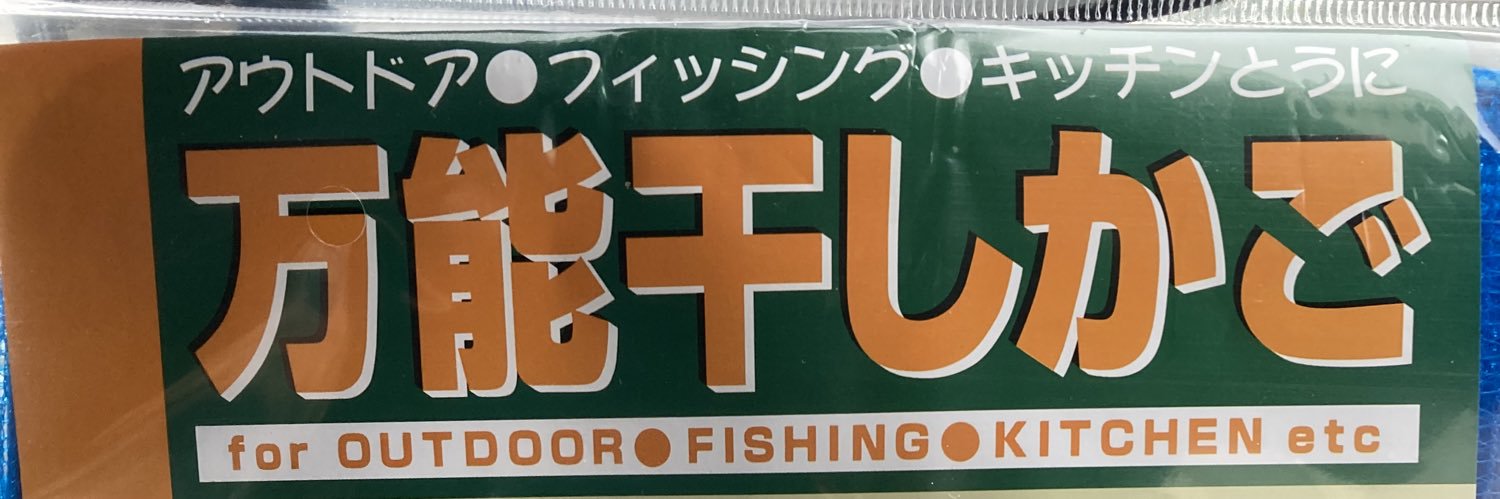 アウトドア●フィッシング●キッチンとうに
万能干しかご
for OUTDOOR●FISHING●KITCHEN etc